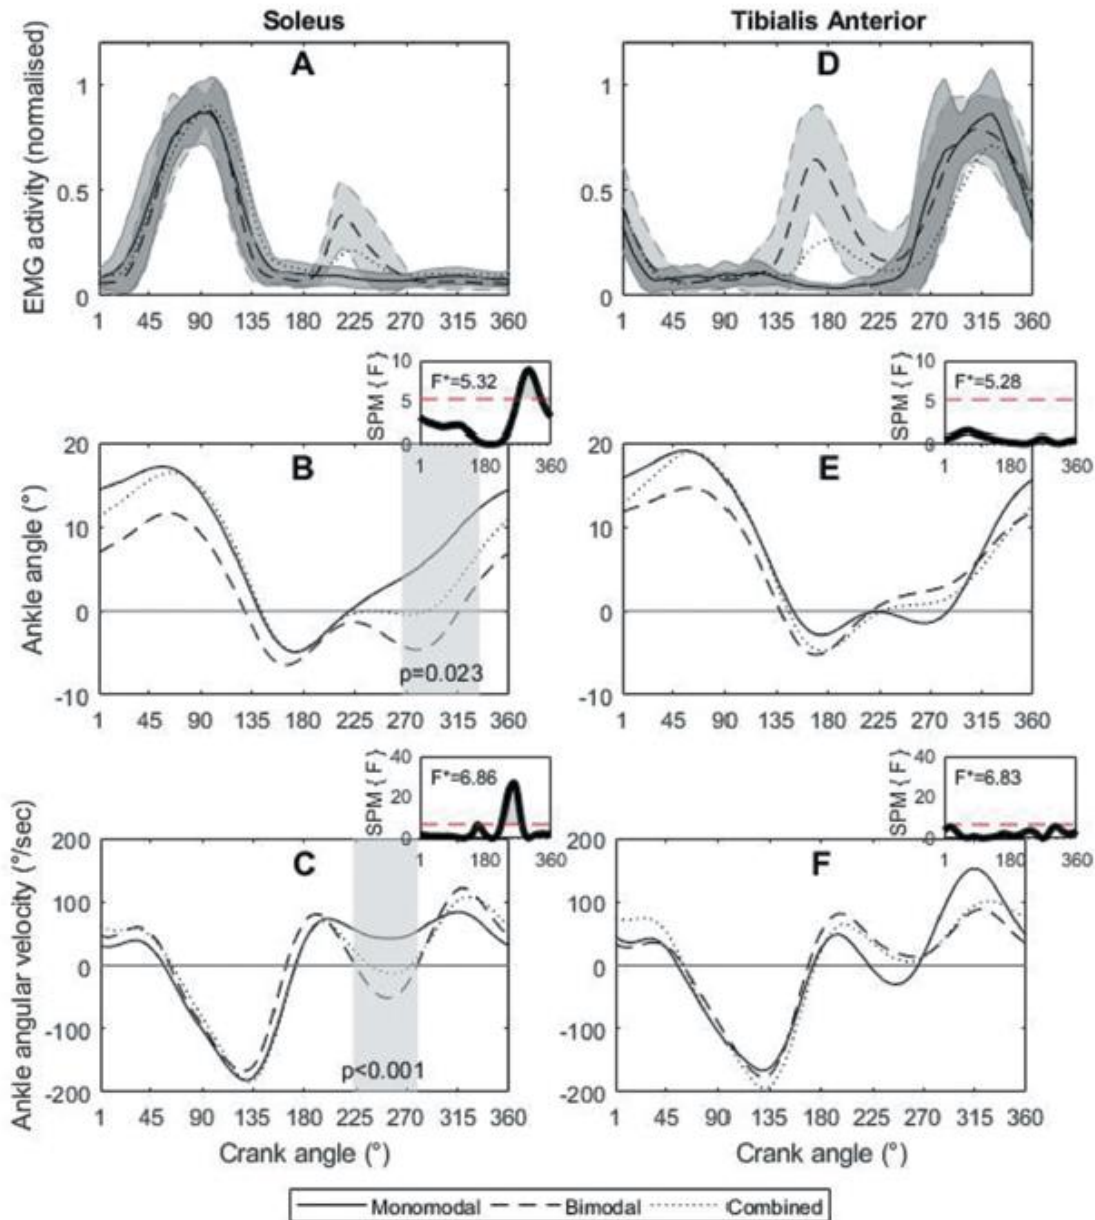 Soleus
Tibialis Anterior
EMG activity (normalised)
1
0.5
0
A
1 45 90 135 180 225 270 315 360
1
0.5
0
D
1 45 90 135 180 225 270 315 360
SPM { F }
10
5
0
F*=5.32
1 180 360
SPM { F }
10
5
0
F*=5.28
1 180 360
Ankle angle (°)
20
10
0
-10
B
p=0.023
1 45 90 135 180 225 270 315 360
20
10
0
-10
E
1 45 90 135 180 225 270 315 360
SPM { F }
40
20
0
F*=6.86
1 180 360
SPM { F }
40
20
0
F*=6.83
1 180 360
Ankle angular velocity (°/sec)
200
100
0
-100
-200
C
p<0.001
1 45 90 135 180 225 270 315 360
Crank angle (°)
200
100
0
-100
-200
F
1 45 90 135 180 225 270 315 360
Crank angle (°)
Monomodal Bimodal Combined